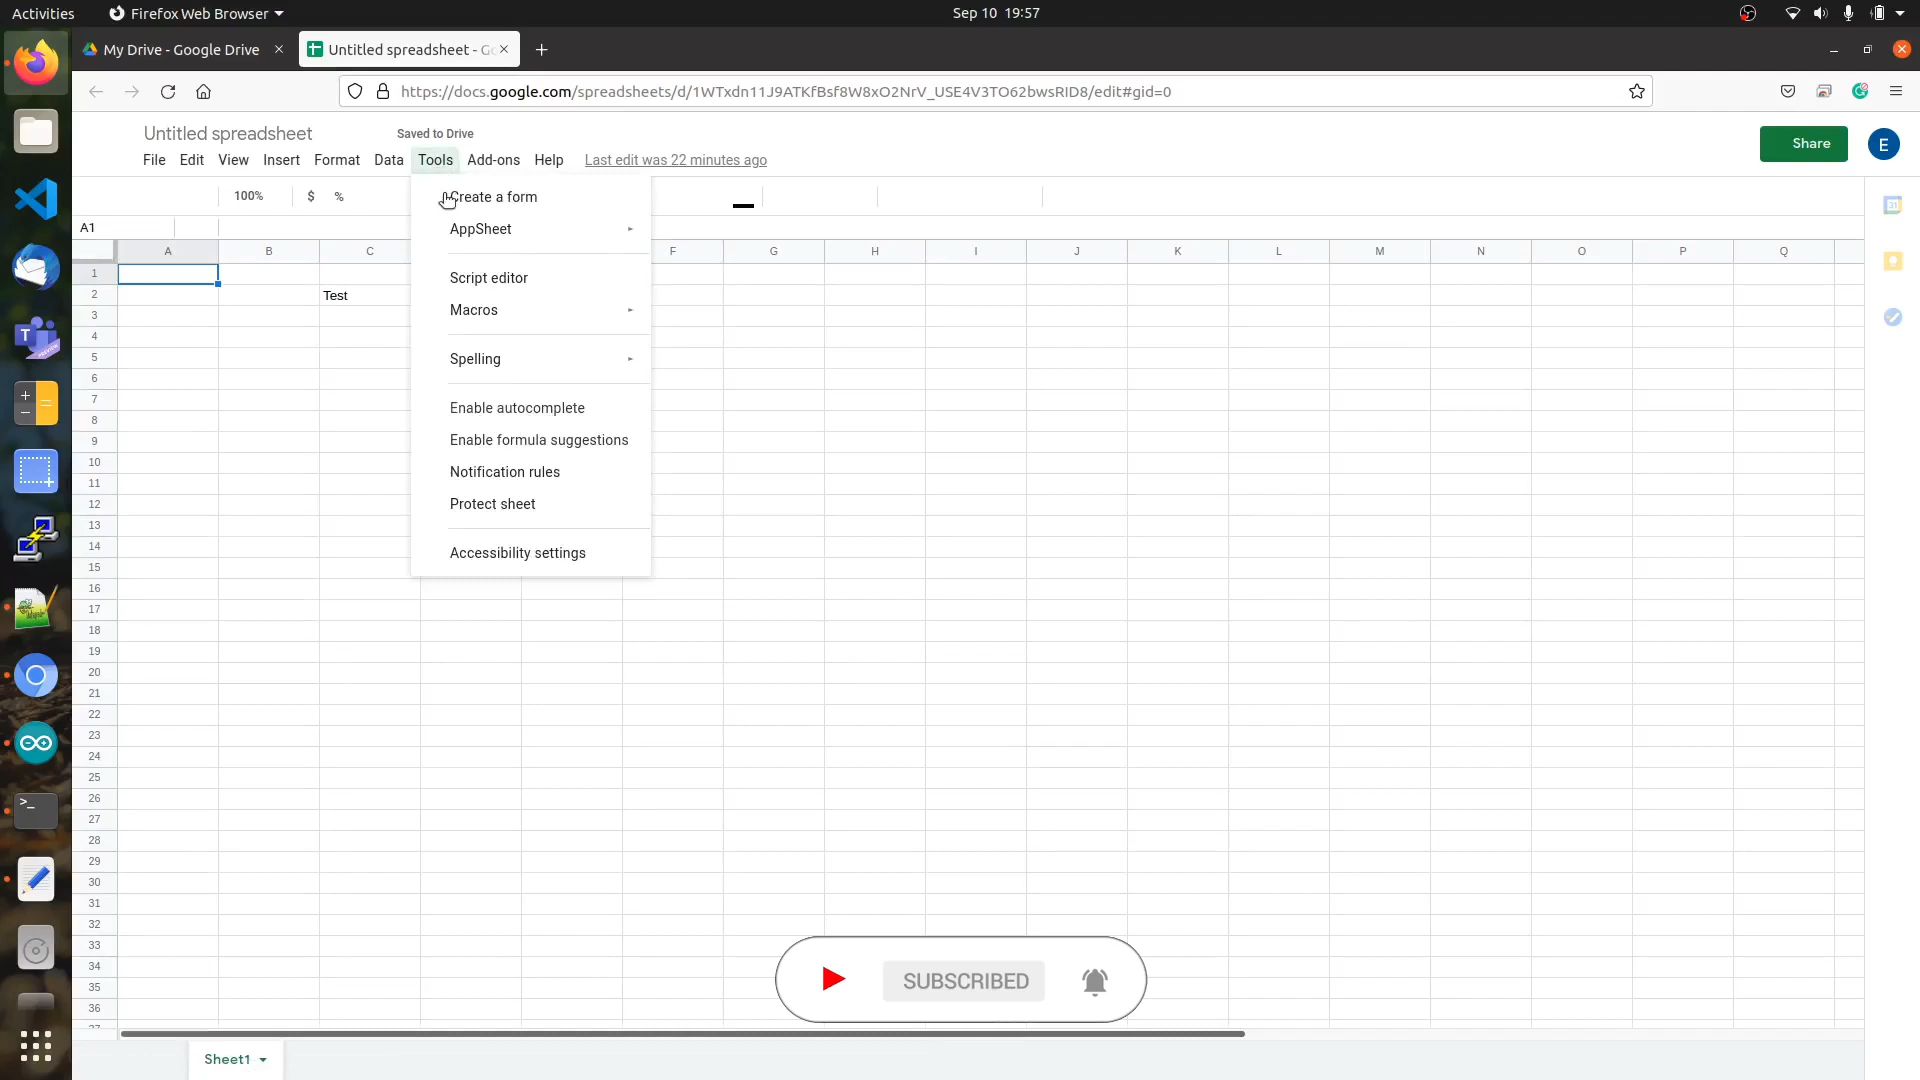 Activities Firefox Web Browser Sep 10 19:57
My Drive - Google Drive Untitled spreadsheet - Go
https://docs.google.com/spreadsheets/d/1WTxdn11J9ATKfBsf8W8xO2NrV_USE4V3TO62bwsRID8/edit#gid=0
Untitled spreadsheet Saved to Drive
File Edit View Insert Format Data Tools Add-ons Help Last edit was 22 minutes ago
Share E
100% $ %
A1
A B C F G H I J K L M N O P Q
Create a form
AppSheet
Script editor
Macros
Spelling
Enable autocomplete
Enable formula suggestions
Notification rules
Protect sheet
Accessibility settings
1
2 Test
3
4
5
6
7
8
9
10
11
12
13
14
15
16
17
18
19
20
21
22
23
24
25
26
27
28
29
30
31
32
33
34
35
36
37
SUBSCRIBED
Sheet1